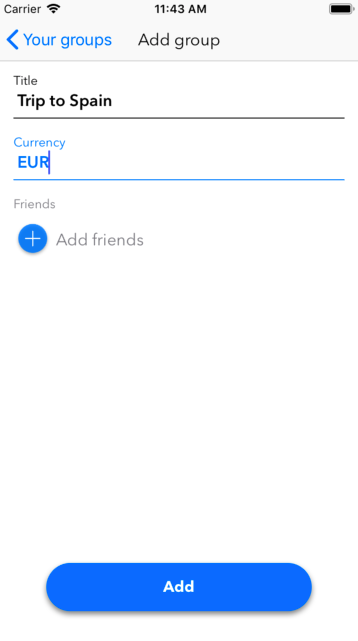 Carrier 11:43 AM
Your groups Add group
Title
Trip to Spain
Currency
EUR
Friends
Add friends
Add